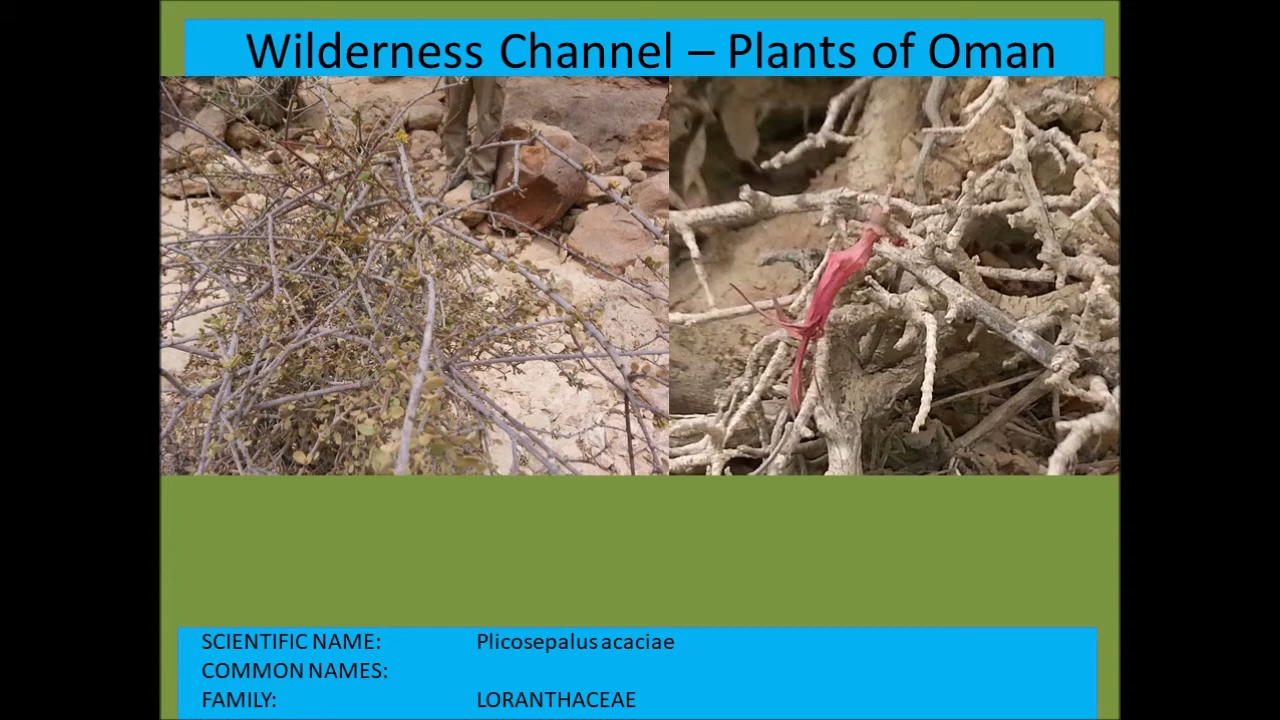 Wilderness Channel – Plants of Oman
SCIENTIFIC NAME: Plicosepalus acaciae
COMMON NAMES:
FAMILY: LORANTHACEAE